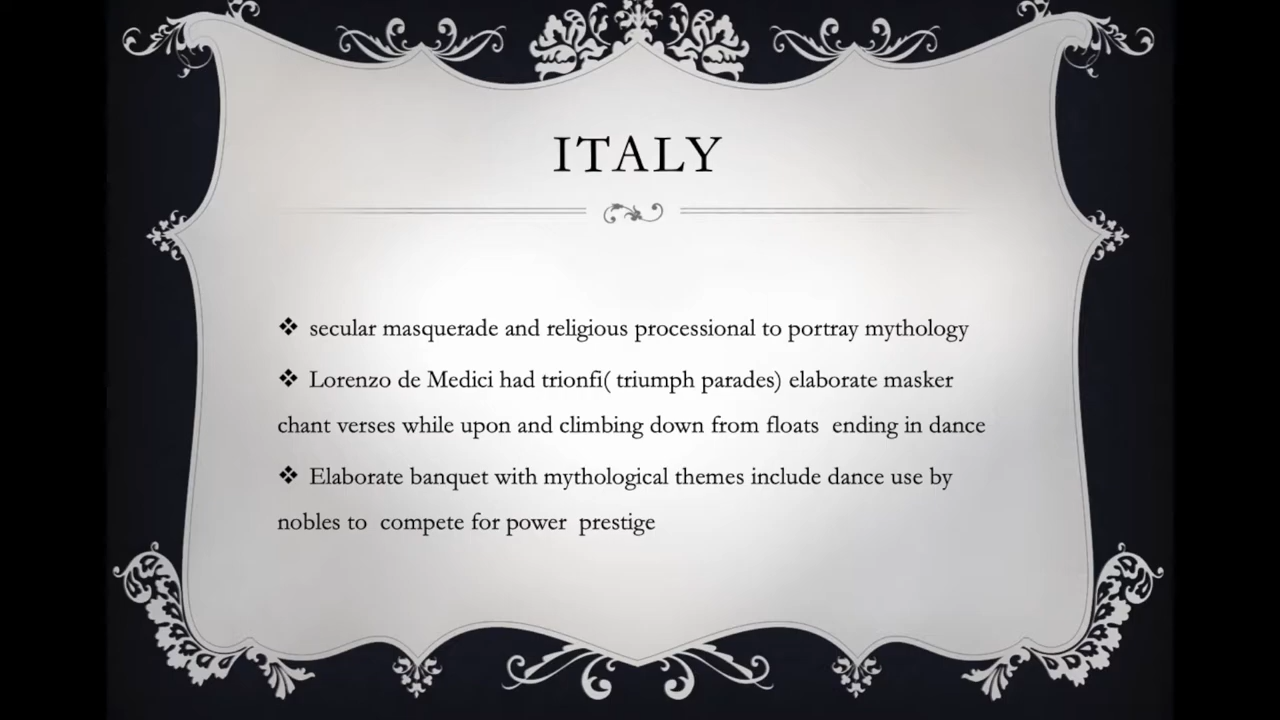 ITALY
❖ secular masquerade and religious processional to portray mythology
❖ Lorenzo de Medici had trionfi( triumph parades) elaborate masker
chant verses while upon and climbing down from floats  ending in dance
❖ Elaborate banquet with mythological themes include dance use by
nobles to  compete for power  prestige